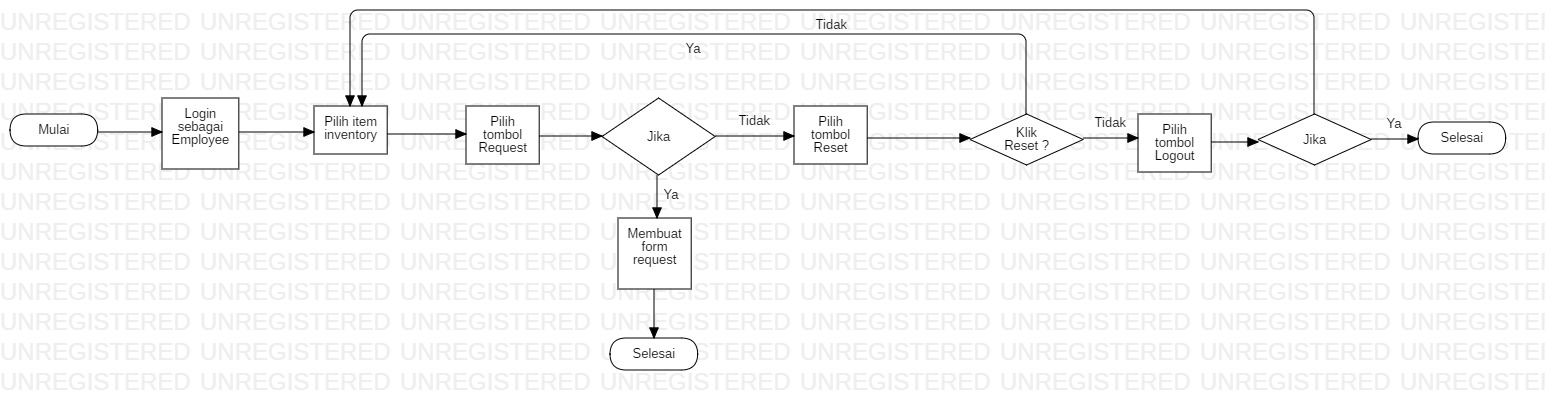 UNREGISTERED UNREGISTERED UNREGISTERED UNREGISTERED UNREGISTERED UNREGISTERED UNREGISTERED UNREGISTEI
Tidak
Ya
Mulai
Login
sebagai
Employee
Pilih item
inventory
Pilih
tombol
Request
Jika
Tidak
Pilih
tombol
Reset
Klik
Reset ?
Tidak
Pilih
tombol
Logout
Jika
Ya
Selesai
Ya
Membuat
form
request
Selesai